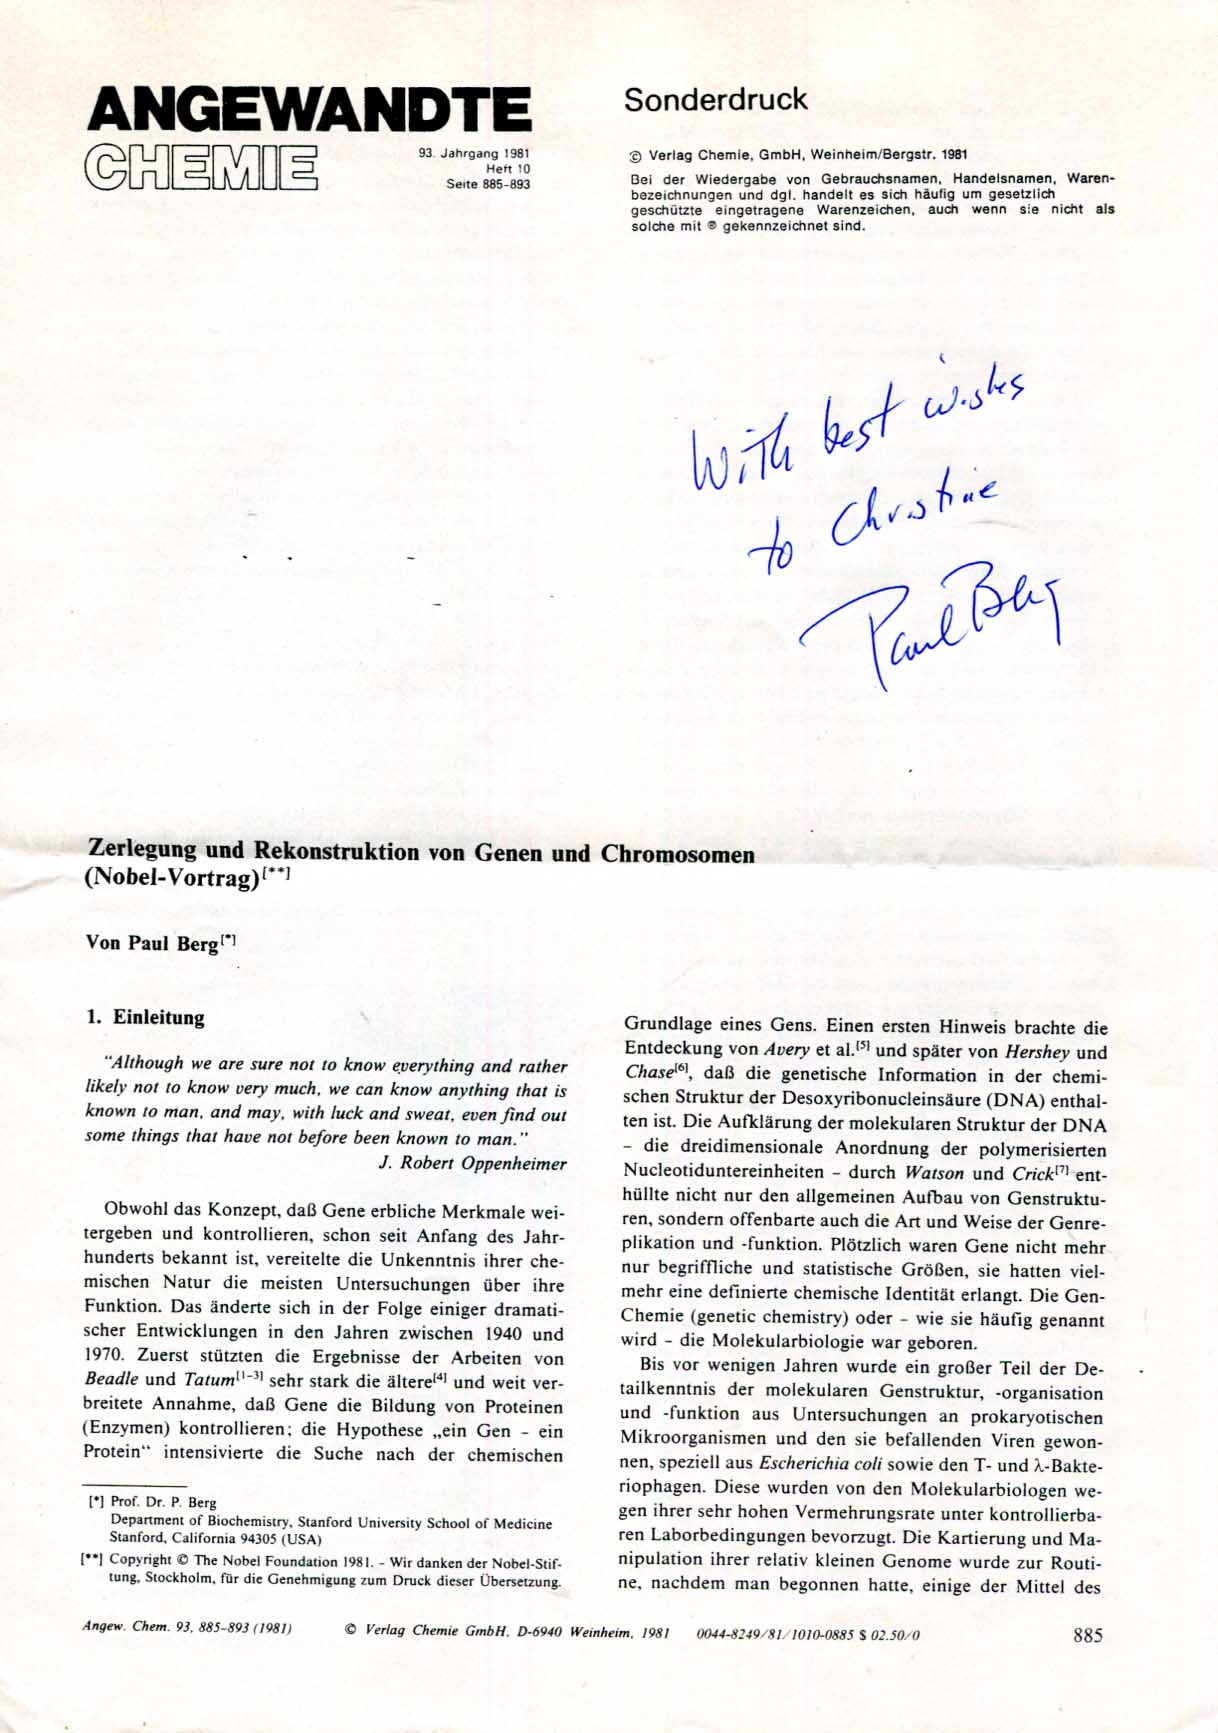 ANGEWANDTE
CHEMIE
93. Jahrgang 1981
Heft 10
Seite 885-893
Sonderdruck
© Verlag Chemie, GmbH, Weinheim/Bergstr. 1981
Bei der Wiedergabe von Gebrauchsnamen, Handelsnamen, Waren-
bezeichnungen und dgl. handelt es sich häufig um gesetzlich
geschützte eingetragene Warenzeichen, auch wenn sie nicht als
solche mit ® gekennzeichnet sind.
With best wishes
to Christine
Paul Berg
Zerlegung und Rekonstruktion von Genen und Chromosomen
(Nobel-Vortrag)[**]
Von Paul Berg[*]
1. Einleitung
"Although we are sure not to know everything and rather
likely not to know very much, we can know anything that is
known to man, and may, with luck and sweat, even find out
some things that have not before been known to man."
J. Robert Oppenheimer
Obwohl das Konzept, daß Gene erbliche Merkmale wei-
tergeben und kontrollieren, schon seit Anfang des Jahr-
hunderts bekannt ist, vereitelte die Unkenntnis ihrer che-
mischen Natur die meisten Untersuchungen über ihre
Funktion. Das änderte sich in der Folge einiger dramati-
scher Entwicklungen in den Jahren zwischen 1940 und
1970. Zuerst stützten die Ergebnisse der Arbeiten von
Beadle und Tatum[1-3] sehr stark die ältere[4] und weit ver-
breitete Annahme, daß Gene die Bildung von Proteinen
(Enzymen) kontrollieren; die Hypothese „ein Gen – ein
Protein“ intensivierte die Suche nach der chemischen
[*] Prof. Dr. P. Berg
Department of Biochemistry, Stanford University School of Medicine
Stanford, California 94305 (USA)
[**] Copyright © The Nobel Foundation 1981. – Wir danken der Nobel-Stif-
tung, Stockholm, für die Genehmigung zum Druck dieser Übersetzung.
Grundlage eines Gens. Einen ersten Hinweis brachte die
Entdeckung von Avery et al.[5] und später von Hershey und
Chase[6], daß die genetische Information in der chemi-
schen Struktur der Desoxyribonucleinsäure (DNA) enthal-
ten ist. Die Aufklärung der molekularen Struktur der DNA
– die dreidimensionale Anordnung der polymerisierten
Nucleotiduntereinheiten – durch Watson und Crick[7] ent-
hüllte nicht nur den allgemeinen Aufbau von Genstruktu-
ren, sondern offenbarte auch die Art und Weise der Genre-
plikation und -funktion. Plötzlich waren Gene nicht mehr
nur begriffliche und statistische Größen, sie hatten viel-
mehr eine definierte chemische Identität erlangt. Die Gen-
Chemie (genetic chemistry) oder – wie sie häufig genannt
wird – die Molekularbiologie war geboren.
Bis vor wenigen Jahren wurde ein großer Teil der De-
tailkenntnis der molekularen Genstruktur, -organisation
und -funktion aus Untersuchungen an prokaryotischen
Mikroorganismen und den sie befallenden Viren gewon-
nen, speziell aus Escherichia coli sowie den T- und λ-Bakte-
riophagen. Diese wurden von den Molekularbiologen we-
gen ihrer sehr hohen Vermehrungsrate unter kontrollierba-
ren Laborbedingungen bevorzugt. Die Kartierung und Ma-
nipulation ihrer relativ kleinen Genome wurde zur Routi-
ne, nachdem man begonnen hatte, einige der Mittel des
Angew. Chem. 93, 885–893 (1981) © Verlag Chemie GmbH, D-6940 Weinheim, 1981 0044-8249/81/1010-0885 $ 02.50/0 885